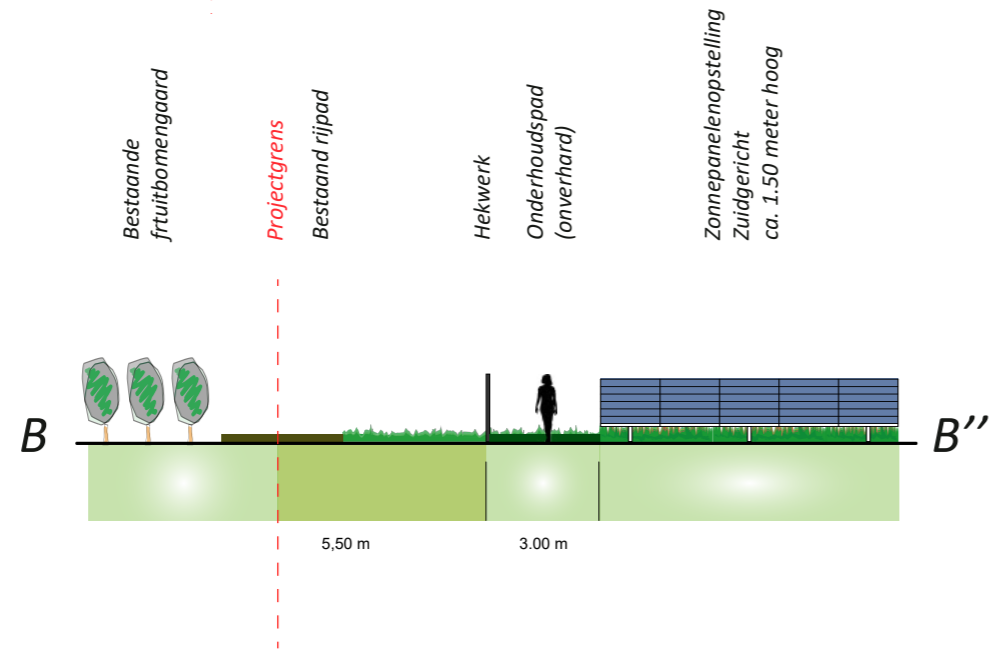 Bestaande
frtuitbomengaard
Projectgrens
Bestaand rijpad
Hekwerk
Onderhoudspad
(onverhard)
Zonnepanelenopstelling
Zuidgericht
ca. 1.50 meter hoog
B
B’’
5,50 m
3.00 m